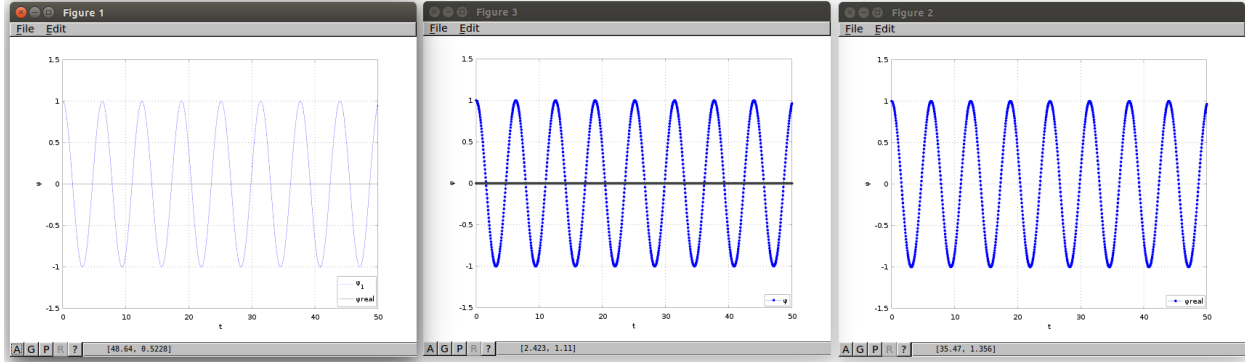 Figure 1
File Edit
1.5
1
0.5
0
-0.5
-1
-1.5
0 10 20 30 40 50
φ
t
φ1
φreal
A G P R ? [48.64, 0.5228]
Figure 3
File Edit
1.5
1
0.5
0
-0.5
-1
-1.5
0 10 20 30 40 50
φ
t
φ
A G P R ? [2.423, 1.11]
Figure 2
File Edit
1.5
1
0.5
0
-0.5
-1
-1.5
0 10 20 30 40 50
φ
t
φreal
A G P R ? [35.47, 1.356]